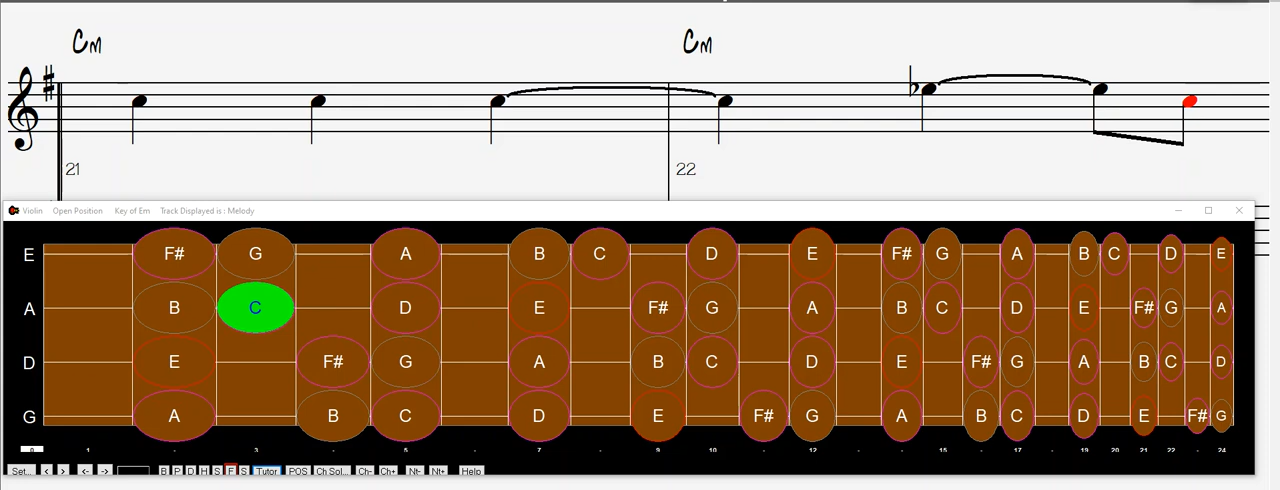 Cm Cm
21 22
Violin Open Position Key of Em Track Displayed is : Melody
E F# G A B C D E F# G A B C D E
A B C D E F# G A B C D E F# G A
D E F# G A B C D E F# G A B C D
G A B C D E F# G A B C D E F# G
0 1 3 5 7 9 10 12 15 17 19 20 21 22 24
Set... < > <- -> B P D H S F S Tutor POS Ch Sol... Ch- Ch+ Nt- Nt+ Help